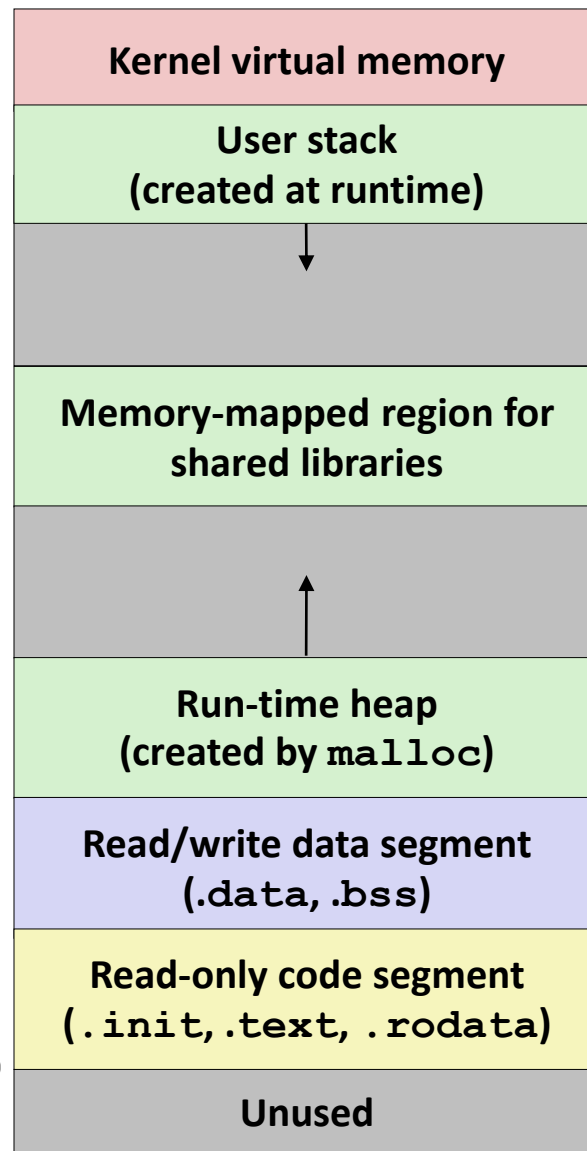 Kernel virtual memory
User stack
(created at runtime)
Memory-mapped region for
shared libraries
Run-time heap
(created by malloc)
Read/write data segment
(.data, .bss)
Read-only code segment
(.init, .text, .rodata)
Unused